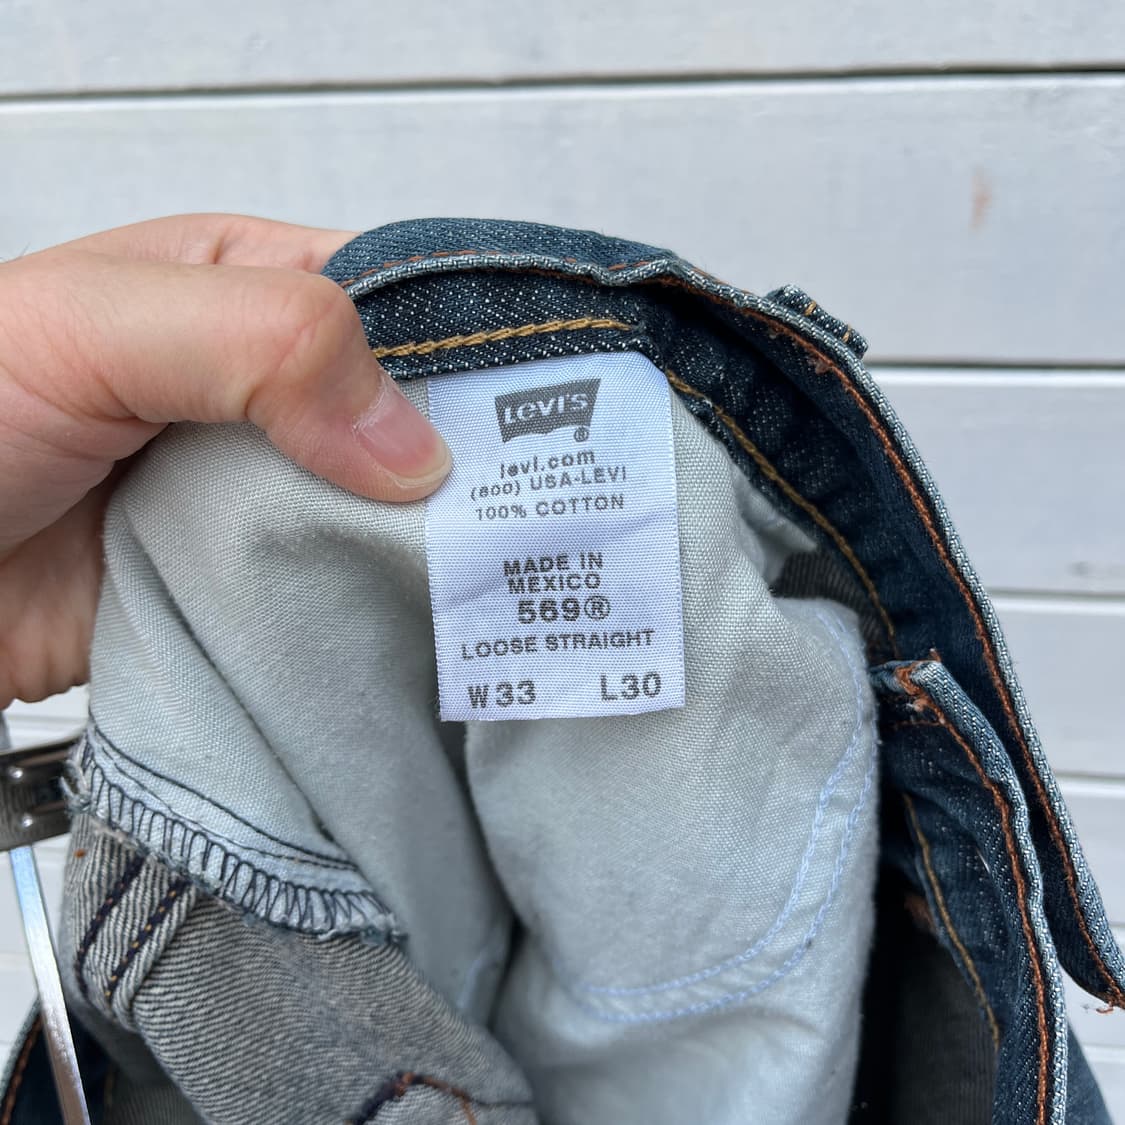 LEVI'S
®
levi.com
(800) USA-LEVI
100% COTTON
MADE IN
MEXICO
569®
LOOSE STRAIGHT
W33 L30